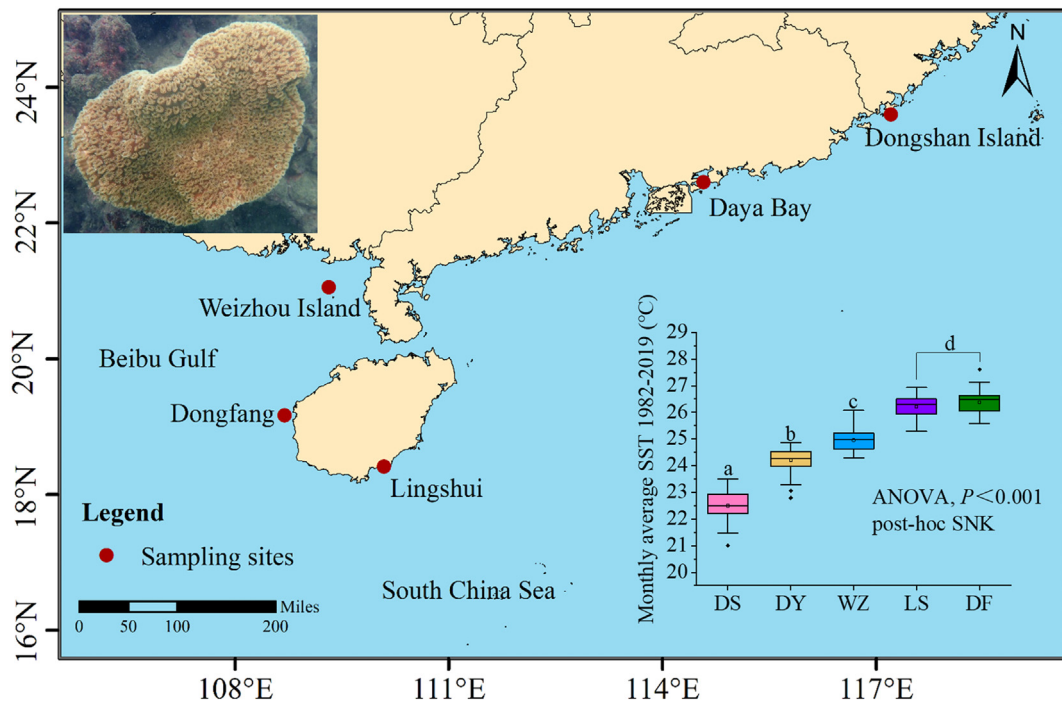 24°N
22°N
20°N
18°N
16°N
108°E
111°E
114°E
117°E
N
Dongshan Island
Daya Bay
Weizhou Island
Beibu Gulf
Dongfang
Lingshui
South China Sea
Legend
Sampling sites
Miles
0 50 100 200
Monthly average SST 1982-2019 (°C)
29
28
27
26
25
24
23
22
21
20
a
b
c
d
ANOVA, P<0.001
post-hoc SNK
DS DY WZ LS DF